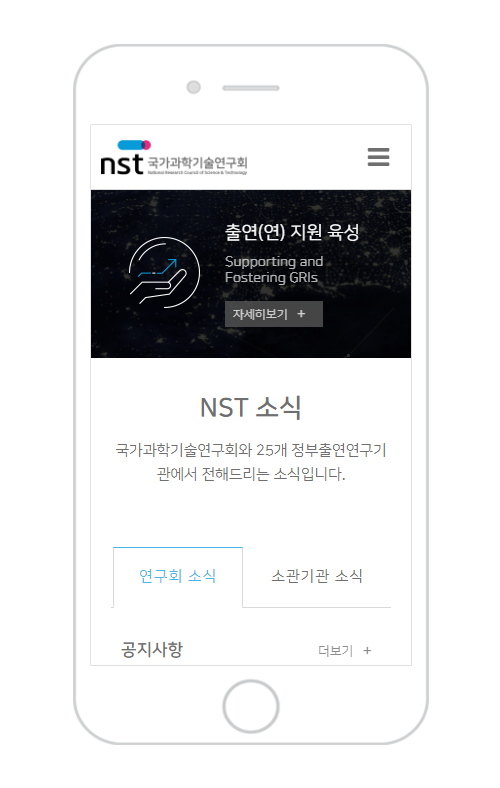 nst 국가과학기술연구회
National Research Council of Science & Technology
출연(연) 지원 육성
Supporting and
Fostering GRIs
자세히보기 +
NST 소식
국가과학기술연구회와 25개 정부출연연구기
관에서 전해드리는 소식입니다.
연구회 소식
소관기관 소식
공지사항
더보기 +